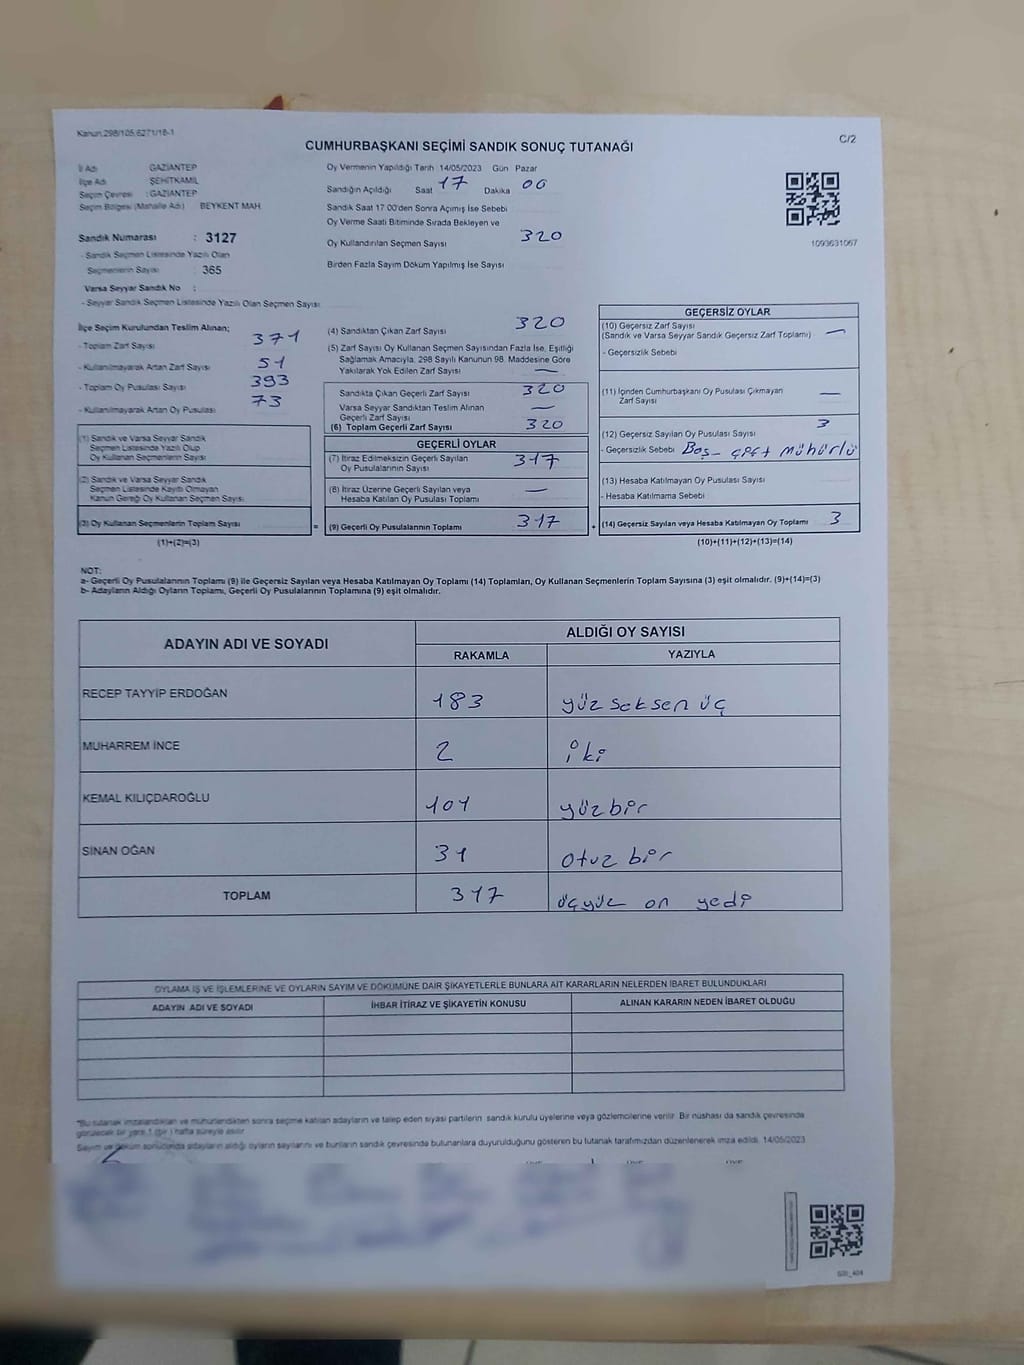 Kanun:298/105,6271/18-1
CUMHURBAŞKANI SEÇİMİ SANDIK SONUÇ TUTANAĞI
C/2
İl Adı : GAZİANTEP
İlçe Adı : ŞEHİTKAMİL
Seçim Çevresi : GAZİANTEP
Seçim Bölgesi (Mahalle Adı) BEYKENT MAH.
Sandık Numarası : 3127
- Sandık Seçmen Listesinde Yazılı Olan
Seçmenlerin Sayısı : 365
Varsa Seyyar Sandık No :
- Seyyar Sandık Seçmen Listesinde Yazılı Olan Seçmen Sayısı
Oy Vermenin Yapıldığı Tarih 14/05/2023 Gün Pazar
Sandığın Açıldığı Saat 17 Dakika 00
Sandık Saat 17.00'den Sonra Açımış İse Sebebi
Oy Verme Saati Bitiminde Sırada Bekleyen ve
Oy Kullandırılan Seçmen Sayısı 320
Birden Fazla Sayım Döküm Yapılmış İse Sayısı
1093631067
İlçe Seçim Kurulundan Teslim Alınan;
- Toplam Zarf Sayısı 371
- Kullanılmayarak Artan Zarf Sayısı 51
- Toplam Oy Pusulası Sayısı 393
- Kullanılmayarak Artan Oy Pusulası 73
(1) Sandık ve Varsa Seyyar Sandık
Seçmen Listesinde Yazılı Olup
Oy Kullanan Seçmenlerin Sayısı
(2) Sandık ve Varsa Seyyar Sandık
Seçmen Listesinde Kayıtı Olmayan
Kanun Gereği Oy Kullanan Seçmen Sayısı
(3) Oy Kullanan Seçmenlerin Toplam Sayısı
=
(1)+(2)=(3)
(4) Sandıktan Çıkan Zarf Sayısı 320
(5) Zarf Sayısı Oy Kullanan Seçmen Sayısından Fazla İse, Eşitliği
Sağlamak Amacıyla, 298 Sayılı Kanunun 98. Maddesine Göre
Yakılarak Yok Edilen Zarf Sayısı —
Sandıkta Çıkan Geçerli Zarf Sayısı 320
Varsa Seyyar Sandıktan Teslim Alınan
Geçerli Zarf Sayısı —
(6) Toplam Geçerli Zarf Sayısı 320
GEÇERLİ OYLAR
(7) İtiraz Edilmeksizin Geçerli Sayılan
Oy Pusulalarının Sayısı 317
(8) İtiraz Üzerine Geçerli Sayılan veya
Hesaba Katılan Oy Pusulası Toplamı —
(9) Geçerli Oy Pusulalarının Toplamı 317
+
GEÇERSİZ OYLAR
(10) Geçersiz Zarf Sayısı
(Sandık ve Varsa Seyyar Sandık Geçersiz Zarf Toplamı) —
- Geçersizlik Sebebi
(11) İçinden Cumhurbaşkanı Oy Pusulası Çıkmayan
Zarf Sayısı —
(12) Geçersiz Sayılan Oy Pusulası Sayısı 3
- Geçersizlik Sebebi Boş - çift mühürlü
(13) Hesaba Katılmayan Oy Pusulası Sayısı
- Hesaba Katılmama Sebebi
(14) Geçersiz Sayılan veya Hesaba Katılmayan Oy Toplamı 3
(10)+(11)+(12)+(13)=(14)
NOT:
a- Geçerli Oy Pusulalarının Toplamı (9) ile Geçersiz Sayılan veya Hesaba Katılmayan Oy Toplamı (14) Toplamları, Oy Kullanan Seçmenlerin Toplam Sayısına (3) eşit olmalıdır. (9)+(14)=(3)
b- Adayların Aldığı Oyların Toplamı, Geçerli Oy Pusulalarının Toplamına (9) eşit olmalıdır.
ADAYIN ADI VE SOYADI
ALDIĞI OY SAYISI
RAKAMLA YAZIYLA
RECEP TAYYİP ERDOĞAN 183 yüz seksen üç
MUHARREM İNCE 2 iki
KEMAL KILIÇDAROĞLU 101 yüzbir
SİNAN OĞAN 31 otuz bir
TOPLAM 317 üçyüz on yedi
OYLAMA İŞ VE İŞLEMLERİNE VE OYLARIN SAYIM VE DÖKÜMÜNE DAİR ŞİKAYETLERLE BUNLARA AİT KARARLARIN NELERDEN İBARET BULUNDUKLARI
ADAYIN ADI VE SOYADI İHBAR İTİRAZ VE ŞİKAYETİN KONUSU ALINAN KARARIN NEDEN İBARET OLDUĞU
*Bu tutanak imzalandıktan ve mühürlendikten sonra seçime katılan adayların ve talep eden siyasi partilerin sandık kurulu üyelerine veya gözlemcilerine verilir. Bir nüshası da sandık çevresinde
görülecek bir yere 1 (bir) hafta süreyle asılır.
Sayım ve döküm sonucunda adayların aldığı oyların sayılarını ve bunların sandık çevresinde bulunanlara duyurulduğunu gösteren bu tutanak tarafımızdan düzenlenerek imza edildi. 14/05/2023